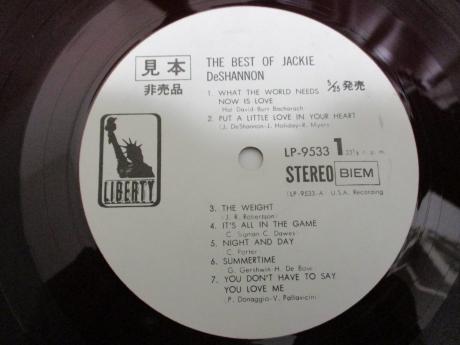 見本
非売品
THE BEST OF JACKIE
DeSHANNON
5/25 発売
1. WHAT THE WORLD NEEDS
NOW IS LOVE
Hal David-Burt Bacharach
2. PUT A LITTLE LOVE IN YOUR HEART
(J. DeShannon-J. Holiday-R. Myers
LIBERTY
LP-9533 1 33⅓ r. p. m.
STEREO BIEM
(LP-9533-A U.S.A. Recording
3. THE WEIGHT
(J. R. Robertson)
4. IT'S ALL IN THE GAME
C. Sigman C. Dawes
5. NIGHT AND DAY
C. Porter
6. SUMMERTIME
G. Gershwin H. De Bose
7. YOU DON'T HAVE TO SAY
YOU LOVE ME
(P. Donaggio-V. Pallavicini)